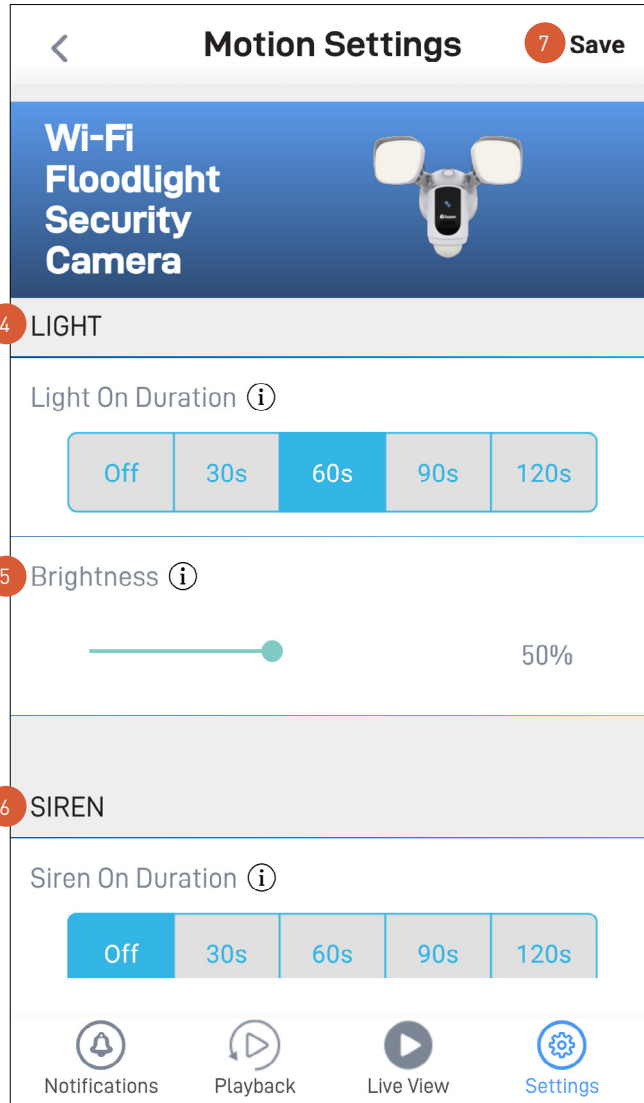 Motion Settings 7 Save
Wi-Fi
Floodlight
Security
Camera
4 LIGHT
Light On Duration i
Off 30s 60s 90s 120s
5 Brightness i
50%
6 SIREN
Siren On Duration i
Off 30s 60s 90s 120s
Notifications Playback Live View Settings